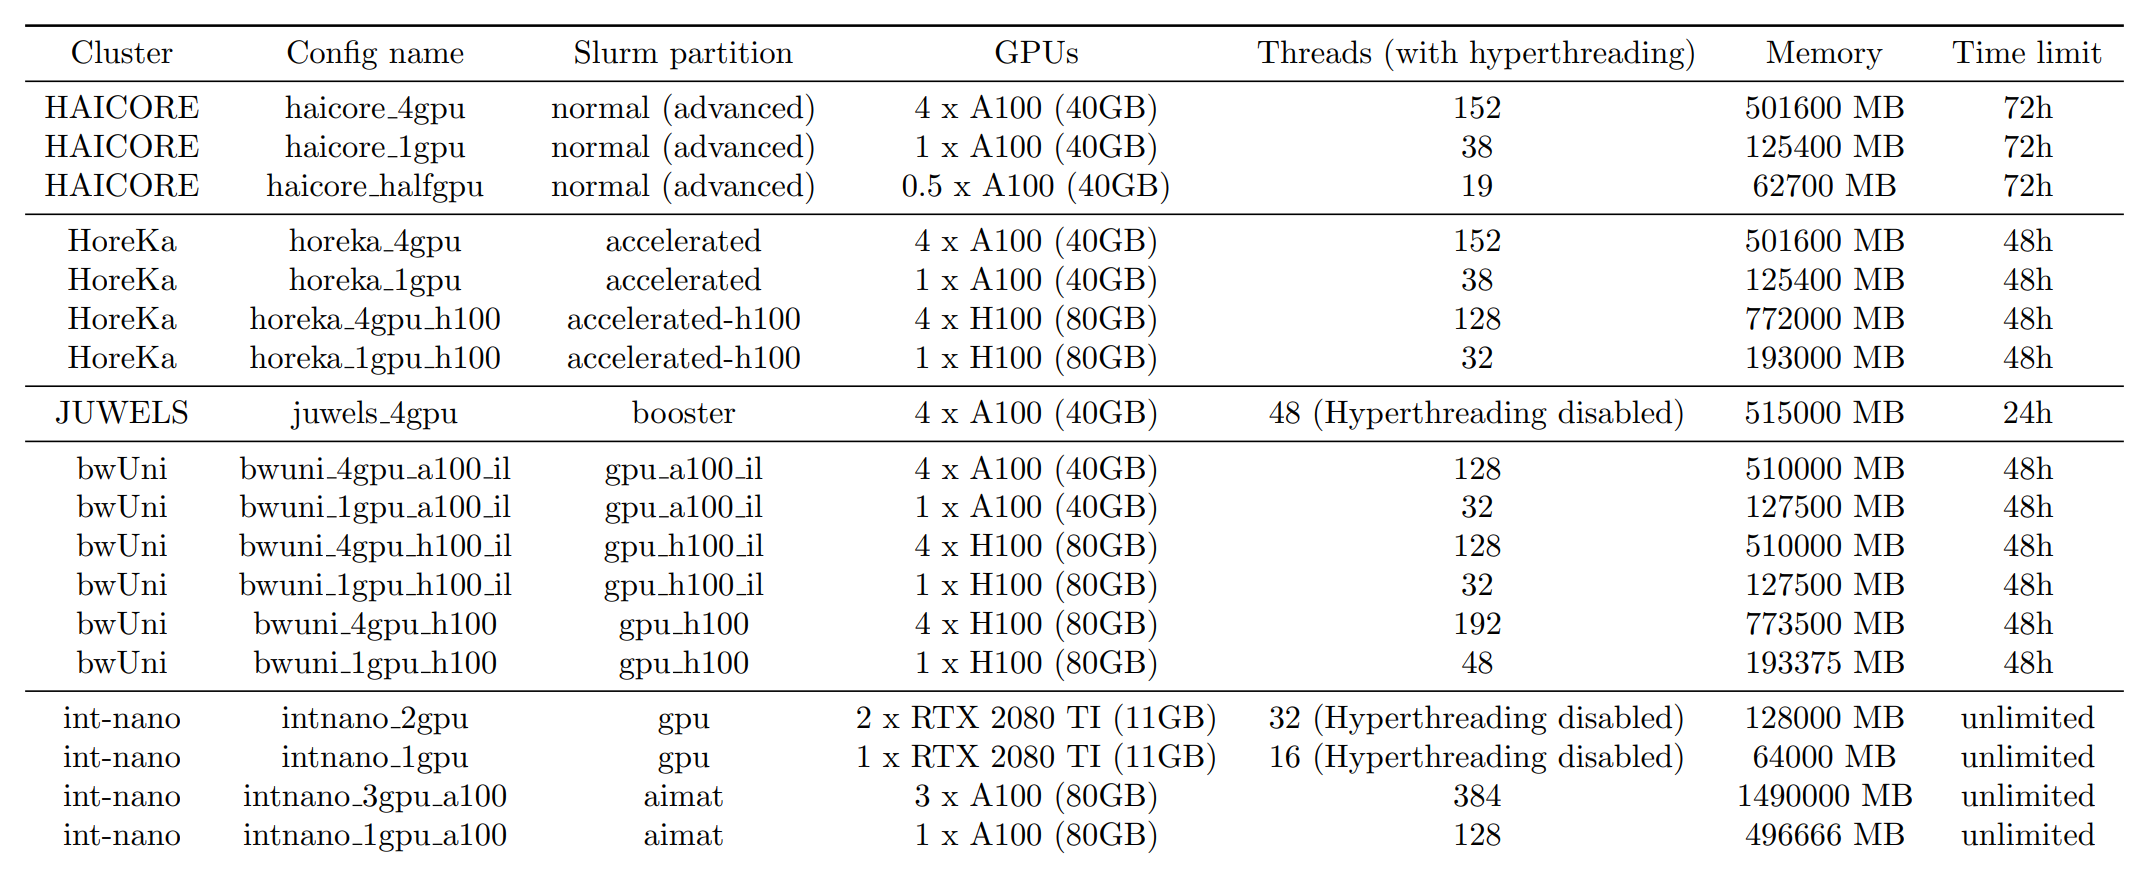 Cluster Config name Slurm partition GPUs Threads (with hyperthreading) Memory Time limit
HAICORE haicore_4gpu normal (advanced) 4 x A100 (40GB) 152 501600 MB 72h
HAICORE haicore_1gpu normal (advanced) 1 x A100 (40GB) 38 125400 MB 72h
HAICORE haicore_halfgpu normal (advanced) 0.5 x A100 (40GB) 19 62700 MB 72h
HoreKa horeka_4gpu accelerated 4 x A100 (40GB) 152 501600 MB 48h
HoreKa horeka_1gpu accelerated 1 x A100 (40GB) 38 125400 MB 48h
HoreKa horeka_4gpu_h100 accelerated-h100 4 x H100 (80GB) 128 772000 MB 48h
HoreKa horeka_1gpu_h100 accelerated-h100 1 x H100 (80GB) 32 193000 MB 48h
JUWELS juwels_4gpu booster 4 x A100 (40GB) 48 (Hyperthreading disabled) 515000 MB 24h
bwUni bwuni_4gpu_a100_il gpu_a100_il 4 x A100 (40GB) 128 510000 MB 48h
bwUni bwuni_1gpu_a100_il gpu_a100_il 1 x A100 (40GB) 32 127500 MB 48h
bwUni bwuni_4gpu_h100_il gpu_h100_il 4 x H100 (80GB) 128 510000 MB 48h
bwUni bwuni_1gpu_h100_il gpu_h100_il 1 x H100 (80GB) 32 127500 MB 48h
bwUni bwuni_4gpu_h100 gpu_h100 4 x H100 (80GB) 192 773500 MB 48h
bwUni bwuni_1gpu_h100 gpu_h100 1 x H100 (80GB) 48 193375 MB 48h
int-nano intnano_2gpu gpu 2 x RTX 2080 TI (11GB) 32 (Hyperthreading disabled) 128000 MB unlimited
int-nano intnano_1gpu gpu 1 x RTX 2080 TI (11GB) 16 (Hyperthreading disabled) 64000 MB unlimited
int-nano intnano_3gpu_a100 aimat 3 x A100 (80GB) 384 1490000 MB unlimited
int-nano intnano_1gpu_a100 aimat 1 x A100 (80GB) 128 496666 MB unlimited